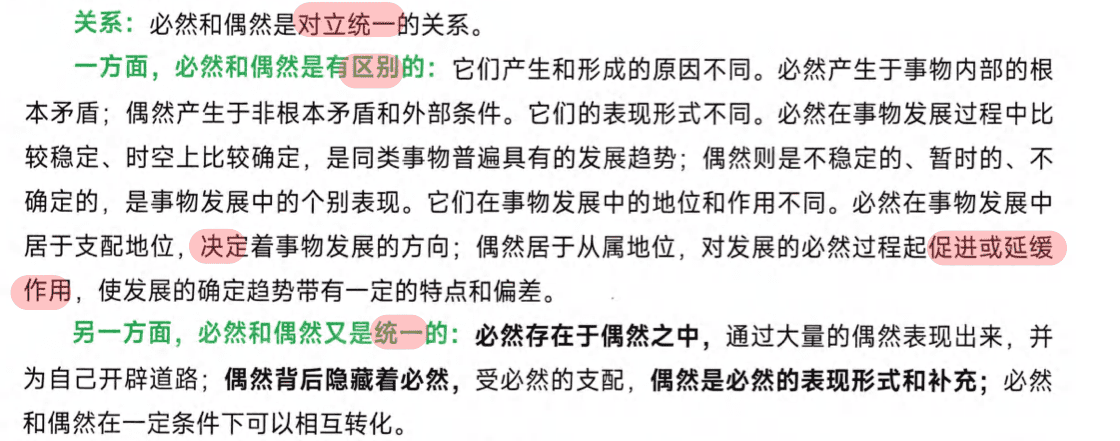 关系：必然和偶然是对立统一的关系。
一方面，必然和偶然是有区别的：它们产生和形成的原因不同。必然产生于事物内部的根
本矛盾；偶然产生于非根本矛盾和外部条件。它们的表现形式不同。必然在事物发展过程中比
较稳定、时空上比较确定，是同类事物普遍具有的发展趋势；偶然则是不稳定的、暂时的、不
确定的，是事物发展中的个别表现。它们在事物发展中的地位和作用不同。必然在事物发展中
居于支配地位，决定着事物发展的方向；偶然居于从属地位，对发展的必然过程起促进或延缓
作用，使发展的确定趋势带有一定的特点和偏差。
另一方面，必然和偶然又是统一的：必然存在于偶然之中，通过大量的偶然表现出来，并
为自己开辟道路；偶然背后隐藏着必然，受必然的支配，偶然是必然的表现形式和补充；必然
和偶然在一定条件下可以相互转化。